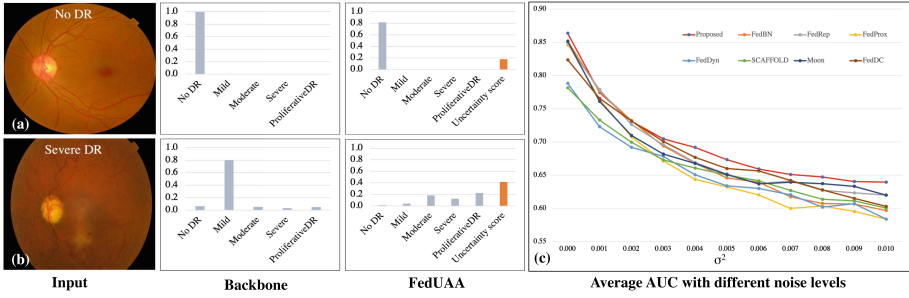 No DR
(a)
Severe DR
(b)
Input
1.0
0.8
0.6
0.4
0.2
0.0
No DR
Mild
Moderate
Severe
ProliferativeDR
1.0
0.8
0.6
0.4
0.2
0.0
No DR
Mild
Moderate
Severe
ProliferativeDR
Backbone
1.0
0.8
0.6
0.4
0.2
0.0
No DR
Mild
Moderate
Severe
ProliferativeDR
Uncertainty score
1.0
0.8
0.6
0.4
0.2
0.0
No DR
Mild
Moderate
Severe
ProliferativeDR
Uncertainty score
FedUAA
0.90
0.85
0.80
0.75
0.70
0.65
0.60
0.55
Proposed FedBN FedRep FedProx
FedDyn SCAFFOLD Moon FedDC
0.000 0.001 0.002 0.003 0.004 0.005 0.006 0.007 0.008 0.009 0.010
(c)
σ²
Average AUC with different noise levels